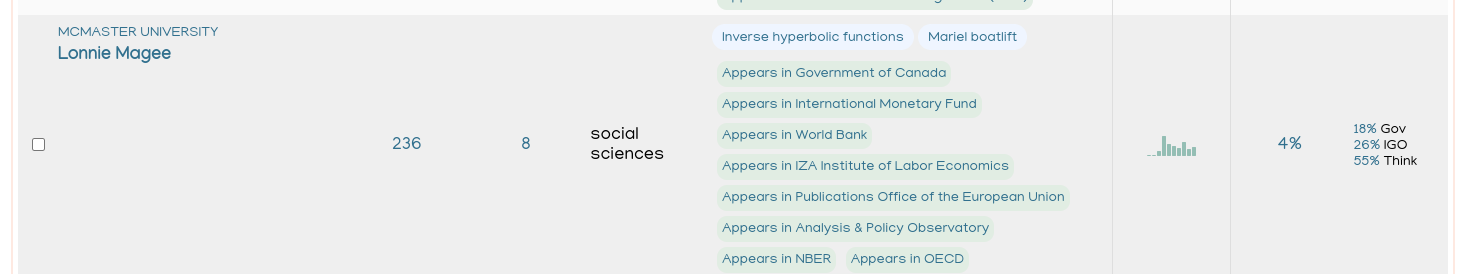 MCMASTER UNIVERSITY
Lonnie Magee
236
8
social
sciences
Inverse hyperbolic functions Mariel boatlift
Appears in Government of Canada
Appears in International Monetary Fund
Appears in World Bank
Appears in IZA Institute of Labor Economics
Appears in Publications Office of the European Union
Appears in Analysis & Policy Observatory
Appears in NBER Appears in OECD
4%
18% Gov
26% IGO
55% Think